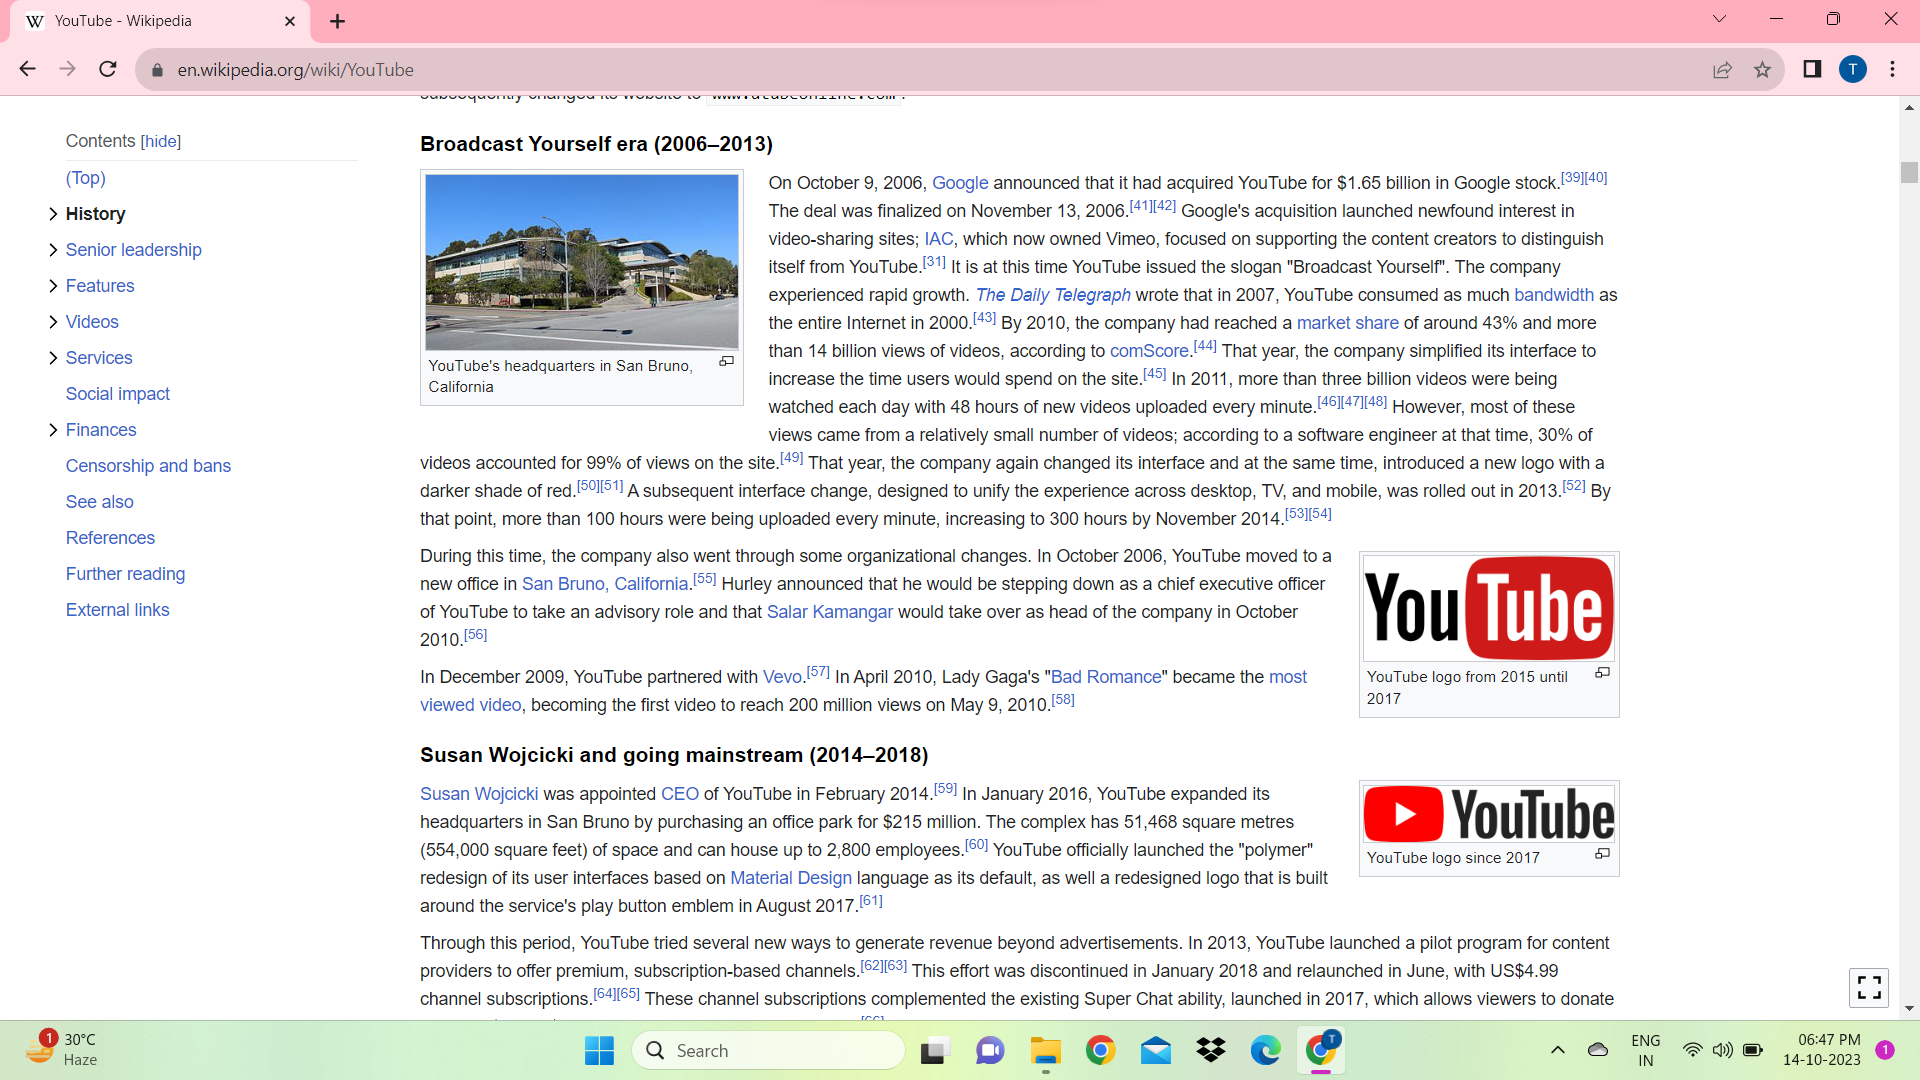 YouTube - Wikipedia
en.wikipedia.org/wiki/YouTube
T
subsequently changed its website to www.utubeonline.com.
Contents [hide]
(Top)
History
Senior leadership
Features
Videos
Services
Social impact
Finances
Censorship and bans
See also
References
Further reading
External links
Broadcast Yourself era (2006–2013)
YouTube's headquarters in San Bruno,
California
On October 9, 2006, Google announced that it had acquired YouTube for $1.65 billion in Google stock.[39][40]
The deal was finalized on November 13, 2006.[41][42] Google's acquisition launched newfound interest in
video-sharing sites; IAC, which now owned Vimeo, focused on supporting the content creators to distinguish
itself from YouTube.[31] It is at this time YouTube issued the slogan "Broadcast Yourself". The company
experienced rapid growth. The Daily Telegraph wrote that in 2007, YouTube consumed as much bandwidth as
the entire Internet in 2000.[43] By 2010, the company had reached a market share of around 43% and more
than 14 billion views of videos, according to comScore.[44] That year, the company simplified its interface to
increase the time users would spend on the site.[45] In 2011, more than three billion videos were being
watched each day with 48 hours of new videos uploaded every minute.[46][47][48] However, most of these
views came from a relatively small number of videos; according to a software engineer at that time, 30% of
videos accounted for 99% of views on the site.[49] That year, the company again changed its interface and at the same time, introduced a new logo with a
darker shade of red.[50][51] A subsequent interface change, designed to unify the experience across desktop, TV, and mobile, was rolled out in 2013.[52] By
that point, more than 100 hours were being uploaded every minute, increasing to 300 hours by November 2014.[53][54]
During this time, the company also went through some organizational changes. In October 2006, YouTube moved to a
new office in San Bruno, California.[55] Hurley announced that he would be stepping down as a chief executive officer
of YouTube to take an advisory role and that Salar Kamangar would take over as head of the company in October
2010.[56]
In December 2009, YouTube partnered with Vevo.[57] In April 2010, Lady Gaga's "Bad Romance" became the most
viewed video, becoming the first video to reach 200 million views on May 9, 2010.[58]
YouTube
YouTube logo from 2015 until
2017
Susan Wojcicki and going mainstream (2014–2018)
Susan Wojcicki was appointed CEO of YouTube in February 2014.[59] In January 2016, YouTube expanded its
headquarters in San Bruno by purchasing an office park for $215 million. The complex has 51,468 square metres
(554,000 square feet) of space and can house up to 2,800 employees.[60] YouTube officially launched the "polymer"
redesign of its user interfaces based on Material Design language as its default, as well a redesigned logo that is built
around the service's play button emblem in August 2017.[61]
YouTube
YouTube logo since 2017
Through this period, YouTube tried several new ways to generate revenue beyond advertisements. In 2013, YouTube launched a pilot program for content
providers to offer premium, subscription-based channels.[62][63] This effort was discontinued in January 2018 and relaunched in June, with US$4.99
channel subscriptions.[64][65] These channel subscriptions complemented the existing Super Chat ability, launched in 2017, which allows viewers to donate
[66]
1
30°C
Haze
Search
T
ENG
IN
06:47 PM
14-10-2023
1